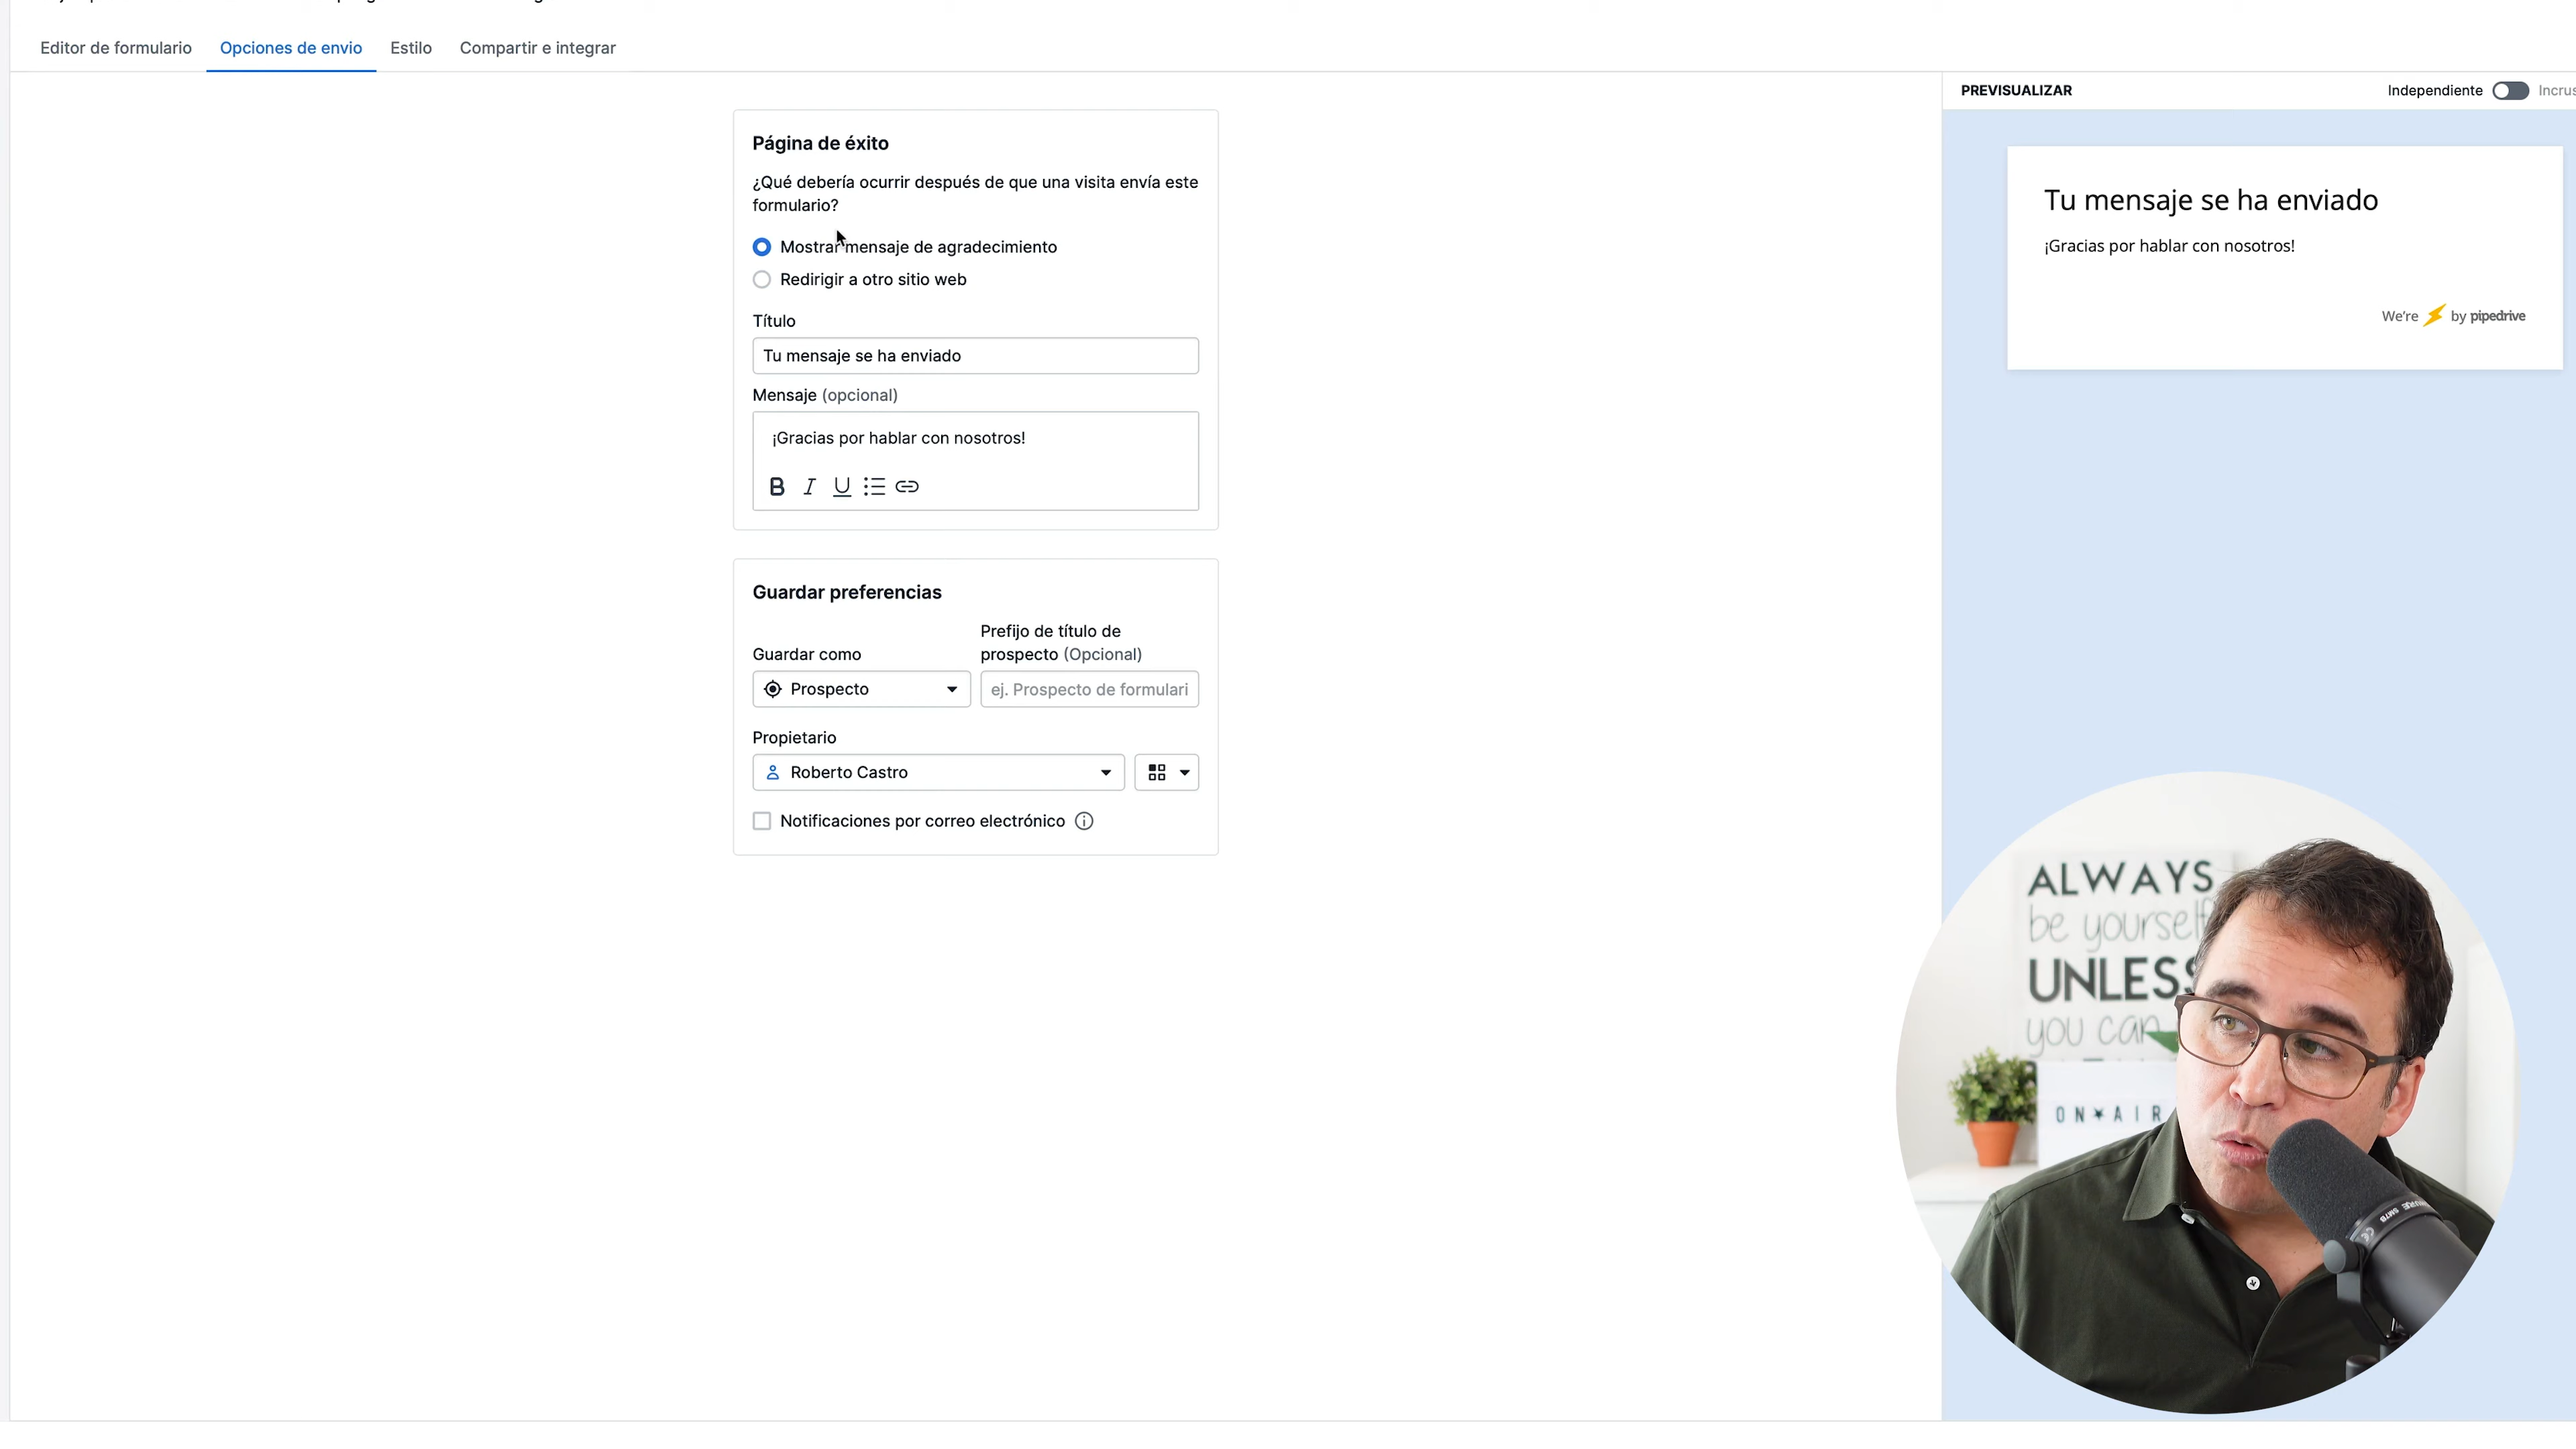 Editor de formulario
Opciones de envio
Estilo
Compartir e integrar
PREVISUALIZAR
Independiente
Página de éxito
¿Qué debería ocurrir después de que una visita envía este
formulario?
Mostrar mensaje de agradecimiento
Redirigir a otro sitio web
Título
Tu mensaje se ha enviado
Mensaje (opcional)
¡Gracias por hablar con nosotros!
B I U
Guardar preferencias
Guardar como
Prefijo de título de
prospecto (Opcional)
Prospecto
ej. Prospecto de formulari
Propietario
Roberto Castro
Notificaciones por correo electrónico
Tu mensaje se ha enviado
¡Gracias por hablar con nosotros!
We're by pipedrive
ALWAYS
be yourself
UNLESS
you can
ON AIR
SM7B